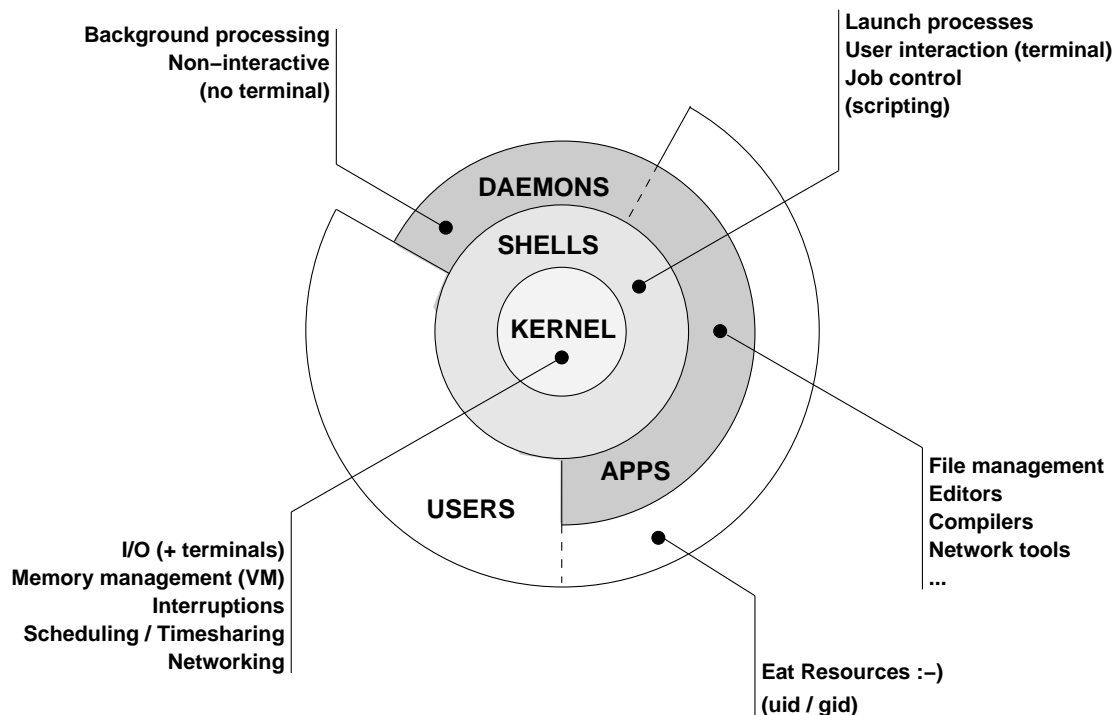 Background processing
Non−interactive
(no terminal)
Launch processes
User interaction (terminal)
Job control
(scripting)
DAEMONS
SHELLS
KERNEL
APPS
USERS
File management
Editors
Compilers
Network tools
...
I/O (+ terminals)
Memory management (VM)
Interruptions
Scheduling / Timesharing
Networking
Eat Resources :−)
(uid / gid)